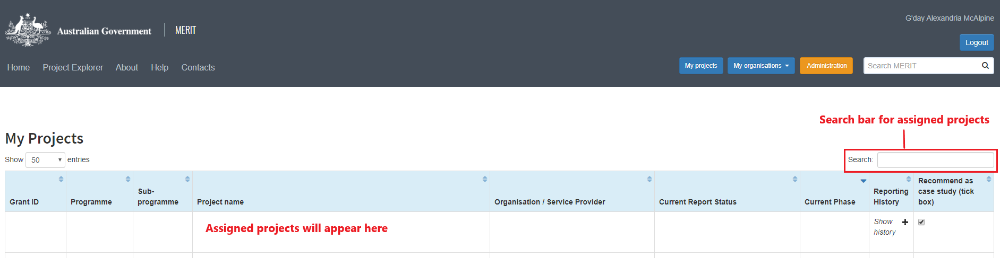 G'day Alexandria McAlpine
Australian Government
MERIT
Logout
Home Project Explorer About Help Contacts
My projects My organisations Administration Search MERIT
Search bar for assigned projects
My Projects
Show 50 entries
Search:
Grant ID
Programme
Sub-
programme
Project name
Organisation / Service Provider
Current Report Status
Current Phase
Reporting
History
Recommend as
case study (tick
box)
Assigned projects will appear here
Show
history